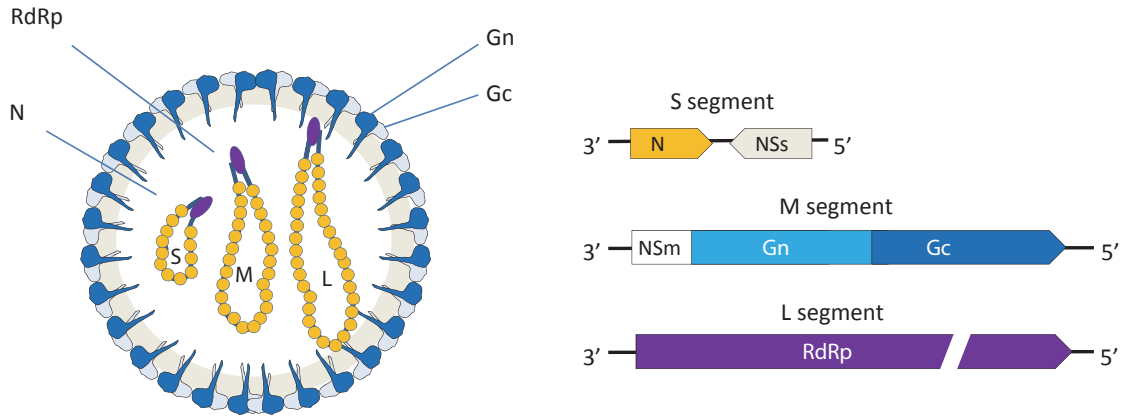 RdRp
N
Gn
Gc
S
M
L
S segment
3’ N NSs 5’
M segment
3’ NSm Gn Gc 5’
L segment
3’ RdRp 5’